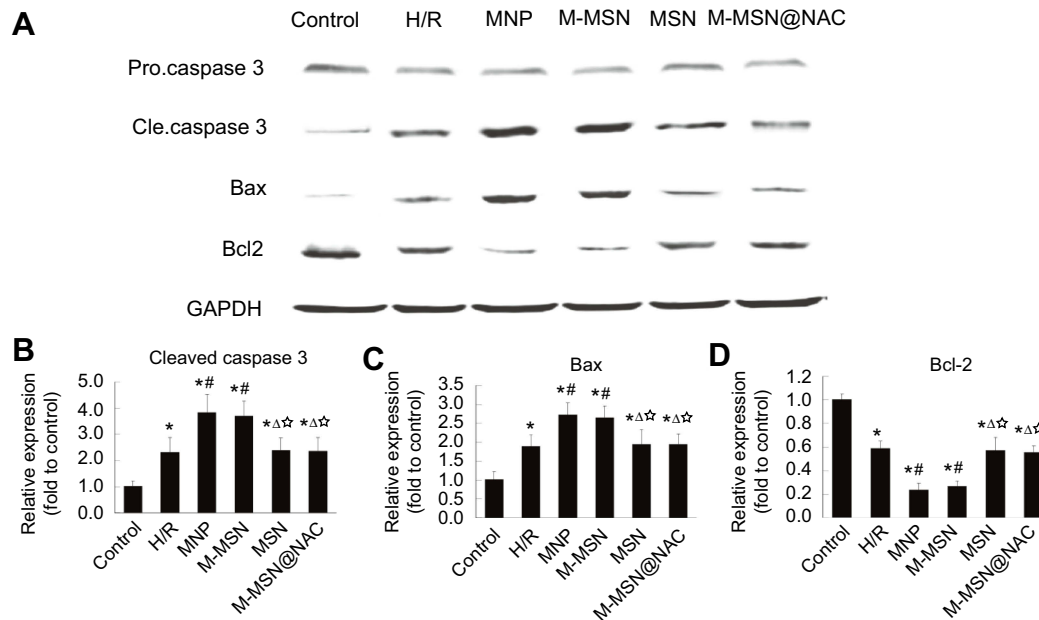 A
Control H/R MNP M-MSN MSN M-MSN@NAC
Pro.caspase 3
Cle.caspase 3
Bax
Bcl2
GAPDH
B
Cleaved caspase 3
Relative expression
(fold to control)
5.0
4.0
3.0
2.0
1.0
0.0
*
*#
*#
*Δ☆
*Δ☆
Control
H/R
MNP
M-MSN
MSN
M-MSN@NAC
C
Bax
Relative expression
(fold to control)
3.5
3.0
2.5
2.0
1.5
1.0
0.5
0.0
*
*#
*#
*Δ☆
*Δ☆
Control
H/R
MNP
M-MSN
MSN
M-MSN@NAC
D
Bcl-2
Relative expression
(fold to control)
1.2
1.0
0.8
0.6
0.4
0.2
0.0
*
*#
*#
*Δ☆
*Δ☆
Control
H/R
MNP
M-MSN
MSN
M-MSN@NAC